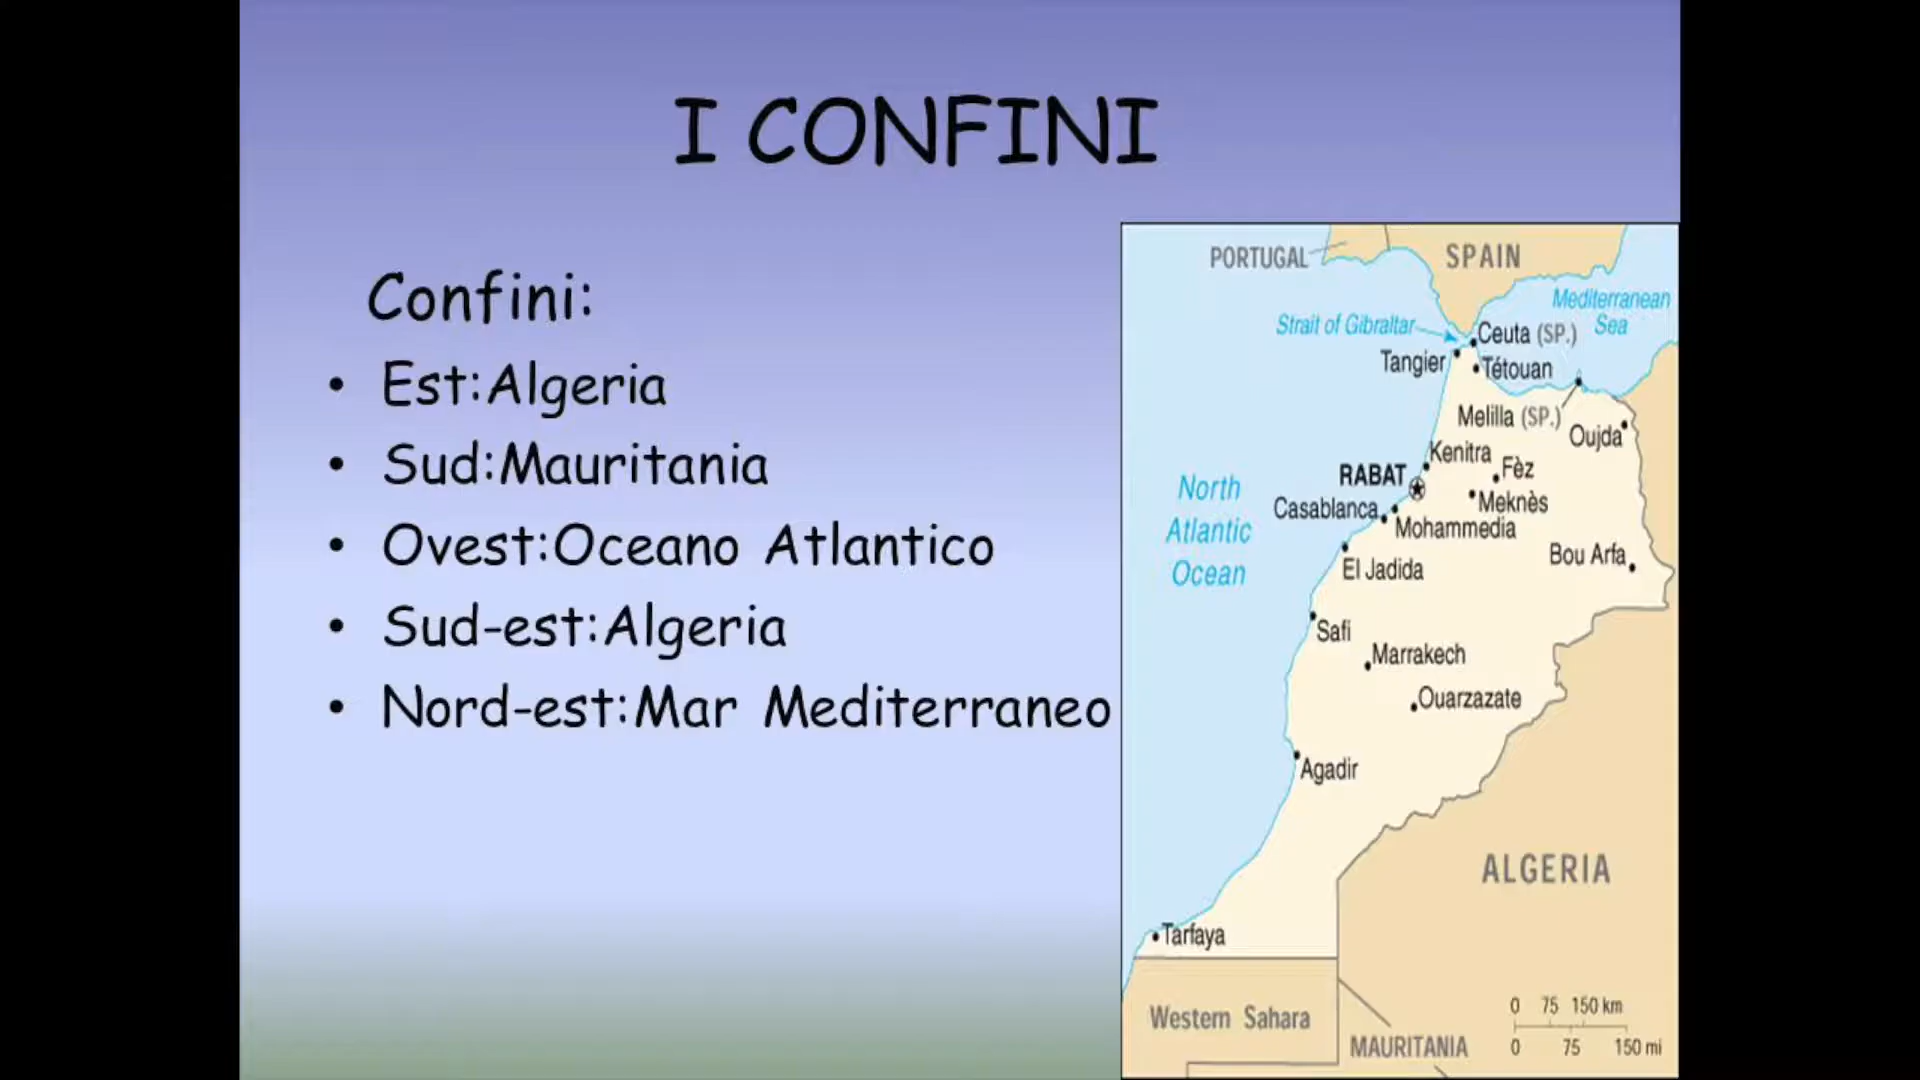 I CONFINI
Confini:
• Est:Algeria
• Sud:Mauritania
• Ovest:Oceano Atlantico
• Sud-est:Algeria
• Nord-est:Mar Mediterraneo
PORTUGAL
SPAIN
Mediterranean
Sea
Strait of Gibraltar
Ceuta (SP.)
Tangier
Tétouan
Melilla (SP.)
Oujda
Kenitra
RABAT
Fèz
Meknès
Casablanca
Mohammedia
North
Atlantic
Ocean
Bou Arfa
El Jadida
Safi
Marrakech
Ouarzazate
Agadir
ALGERIA
Tarfaya
Western Sahara
MAURITANIA
0 75 150 km
0 75 150 mi